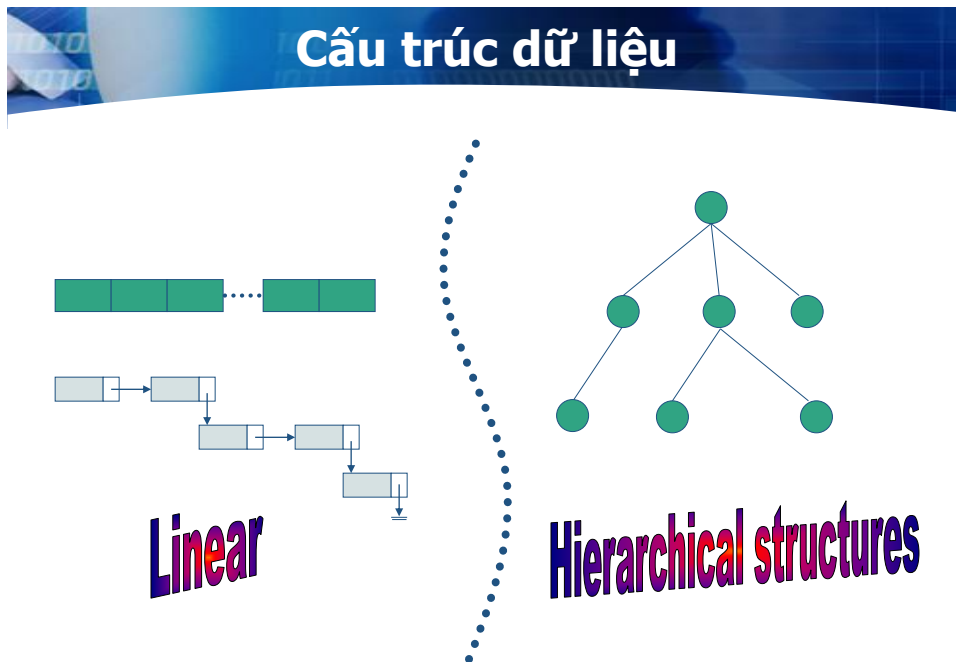 Cấu trúc dữ liệu
Linear
Hierarchical structures